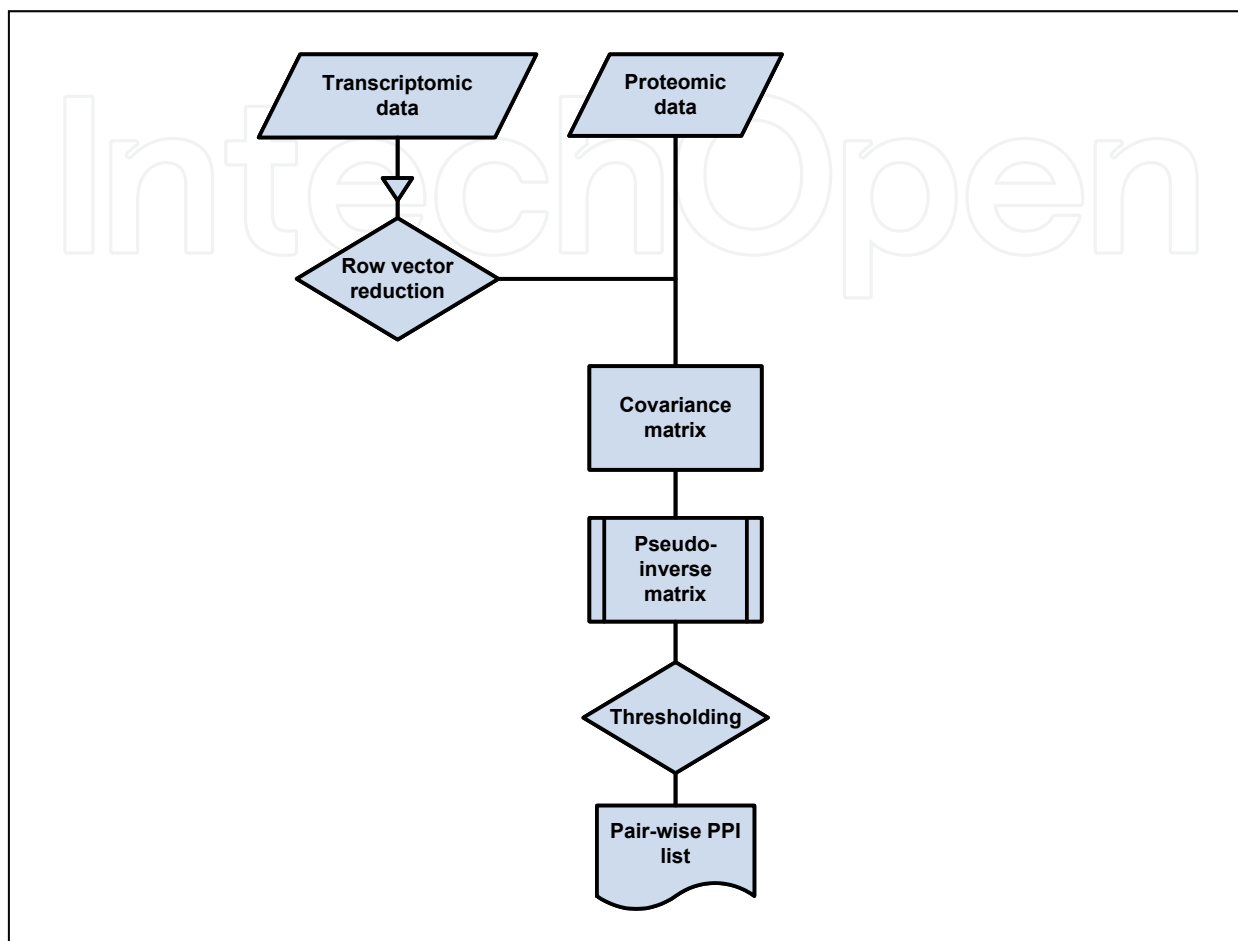 Transcriptomic
data
Proteomic
data
IntechOpen
Row vector
reduction
Covariance
matrix
Pseudo-
inverse
matrix
Thresholding
Pair-wise PPI
list